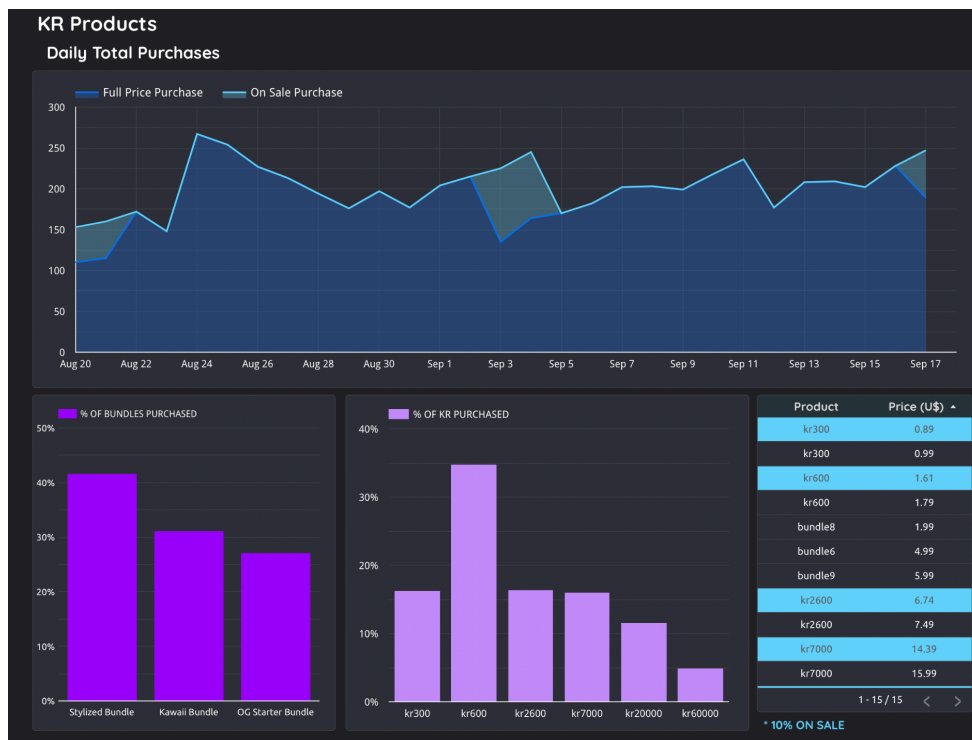 KR Products
Daily Total Purchases
Full Price Purchase On Sale Purchase
300
250
200
150
100
50
0
Aug 20 Aug 22 Aug 24 Aug 26 Aug 28 Aug 30 Sep 1 Sep 3 Sep 5 Sep 7 Sep 9 Sep 11 Sep 13 Sep 15 Sep 17
% OF BUNDLES PURCHASED
50%
40%
30%
20%
10%
0%
Stylized Bundle Kawaii Bundle OG Starter Bundle
% OF KR PURCHASED
40%
30%
20%
10%
0%
kr300 kr600 kr2600 kr7000 kr20000 kr60000
Product Price (U$)
kr300 0.89
kr300 0.99
kr600 1.61
kr600 1.79
bundle8 1.99
bundle6 4.99
bundle9 5.99
kr2600 6.74
kr2600 7.49
kr7000 14.39
kr7000 15.99
1 - 15 / 15
* 10% ON SALE